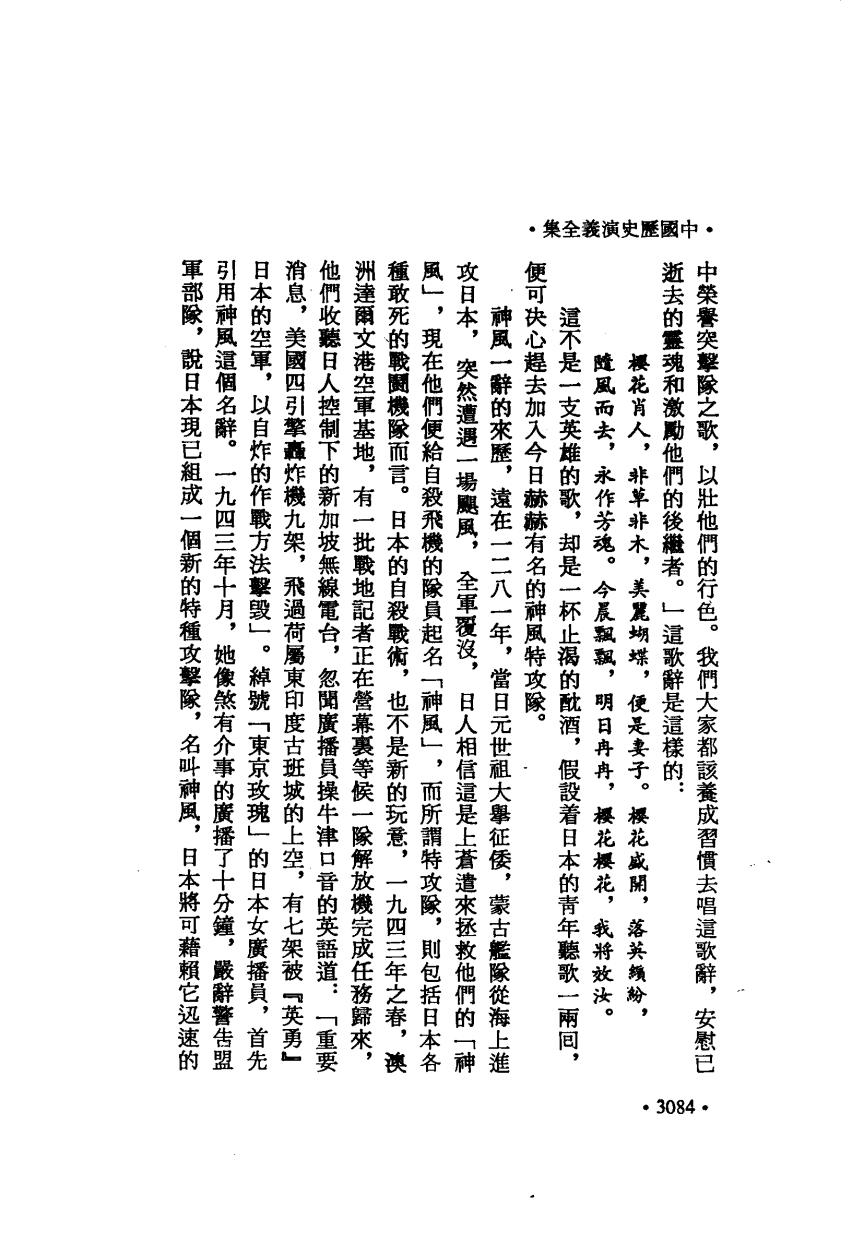 •中國歷史演義全集•
中榮譽突擊隊之歌，以壯他們的行色。我們大家都該養成習慣去唱這歌辭，安慰已
逝去的靈魂和激勵他們的後繼者。」這歌辭是這樣的：
櫻花肖人，非草非木，美麗蝴蝶，便是妻子。櫻花盛開，落英繽紛，
隨風而去，永作芳魂。今晨飄飄，明日冉冉，櫻花櫻花，我將效汝。
這不是一支英雄的歌，却是一杯止渴的酖酒，假設着日本的青年聽歌一兩回，
便可决心趕去加入今日赫赫有名的神風特攻隊。
神風一辭的來歷，遠在一二八一年，當日元世祖大舉征倭，蒙古艦隊從海上進
攻日本，突然遭遇一場颶風，全軍覆沒，日人相信這是上蒼遣來拯救他們的「神
風」，現在他們便給自殺飛機的隊員起名「神風」，而所謂特攻隊，則包括日本各
種敢死的戰鬭機隊而言。日本的自殺戰術，也不是新的玩意，一九四三年之春，澳
洲達爾文港空軍基地，有一批戰地記者正在營幕裏等候一隊解放機完成任務歸來，
他們收聽日人控制下的新加坡無線電台，忽聞廣播員操牛津口音的英語道：「重要
消息，美國四引擎轟炸機九架，飛過荷屬東印度古班城的上空，有七架被『英勇』
日本的空軍，以自炸的作戰方法擊毀」。綽號「東京玫瑰」的日本女廣播員，首先
引用神風這個名辭。一九四三年十月，她像煞有介事的廣播了十分鐘，嚴辭警告盟
軍部隊，說日本現已組成一個新的特種攻擊隊，名叫神風，日本將可藉賴它迅速的
•3084•